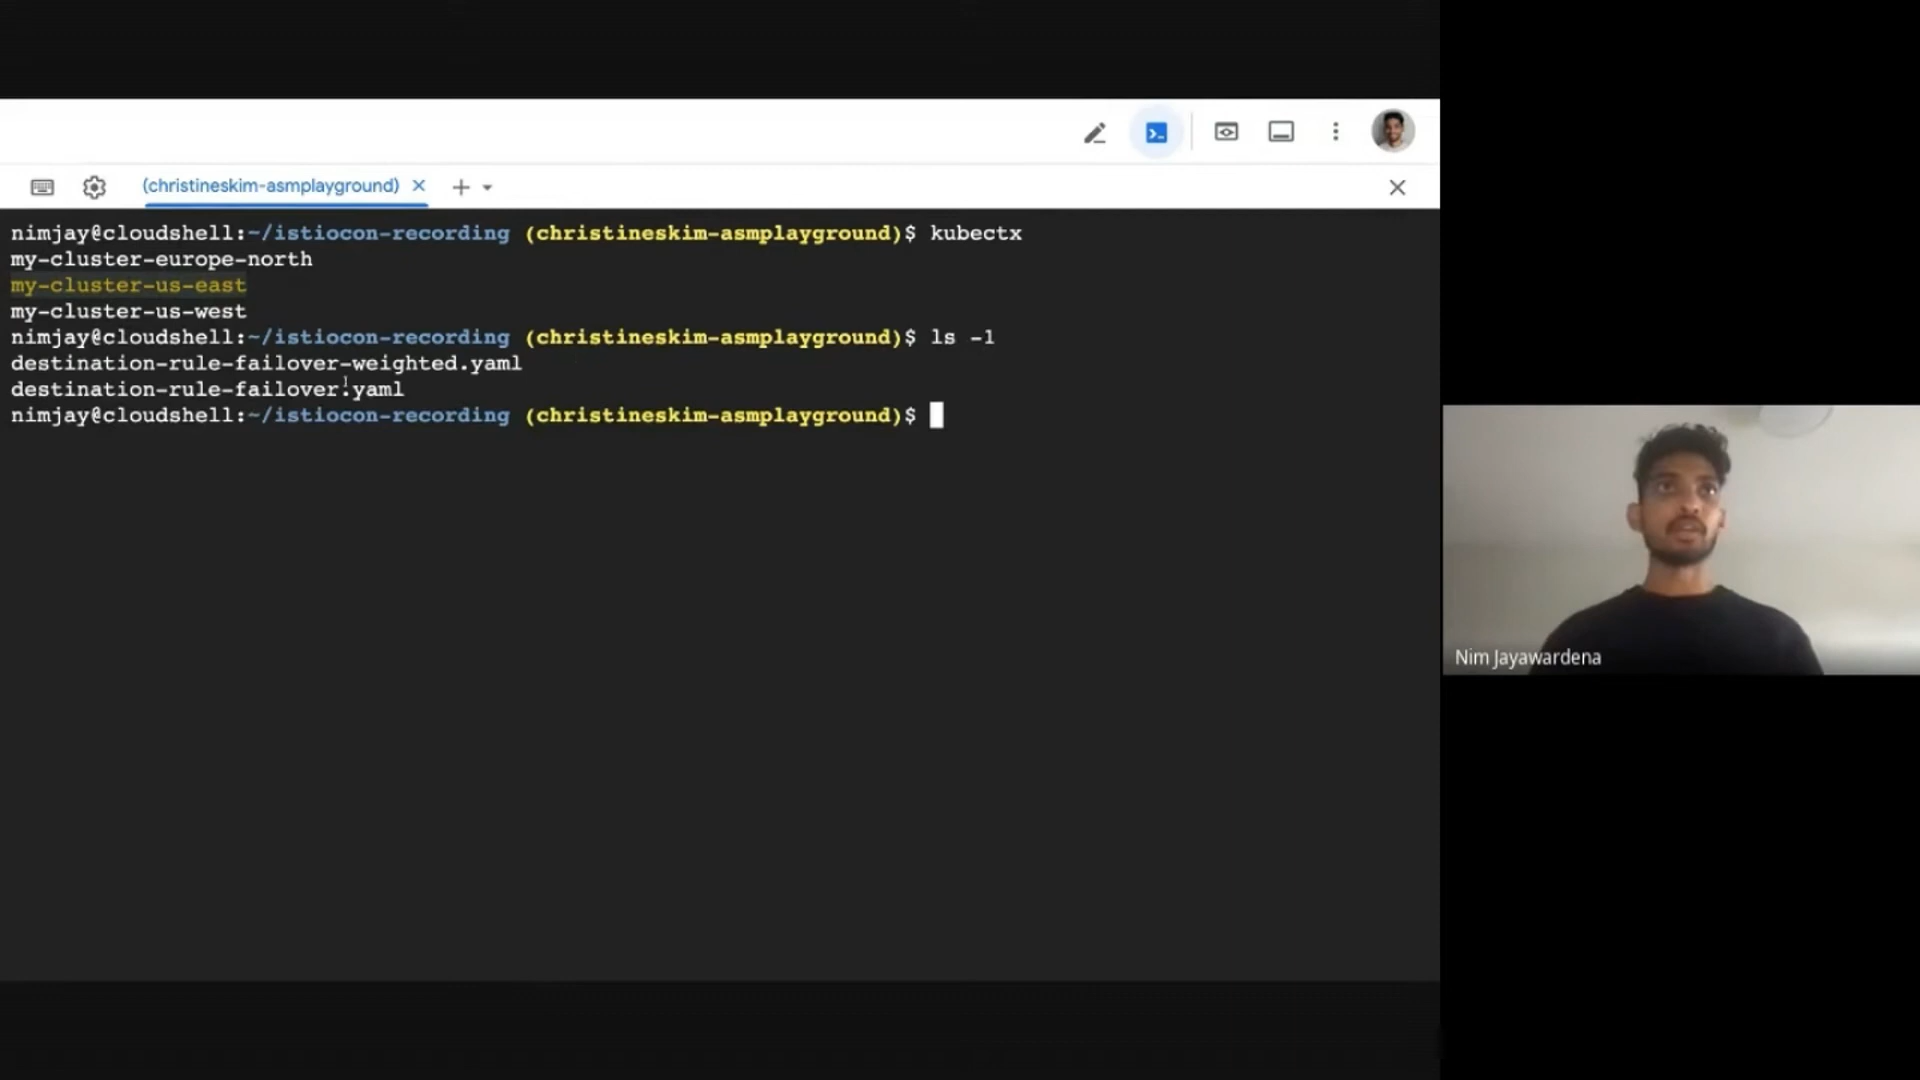 (christineskim-asmplayground)
nimjay@cloudshell:~/istiocon-recording (christineskim-asmplayground)$ kubectx
my-cluster-europe-north
my-cluster-us-east
my-cluster-us-west
nimjay@cloudshell:~/istiocon-recording (christineskim-asmplayground)$ ls -1
destination-rule-failover-weighted.yaml
destination-rule-failover.yaml
nimjay@cloudshell:~/istiocon-recording (christineskim-asmplayground)$
Nim Jayawardena